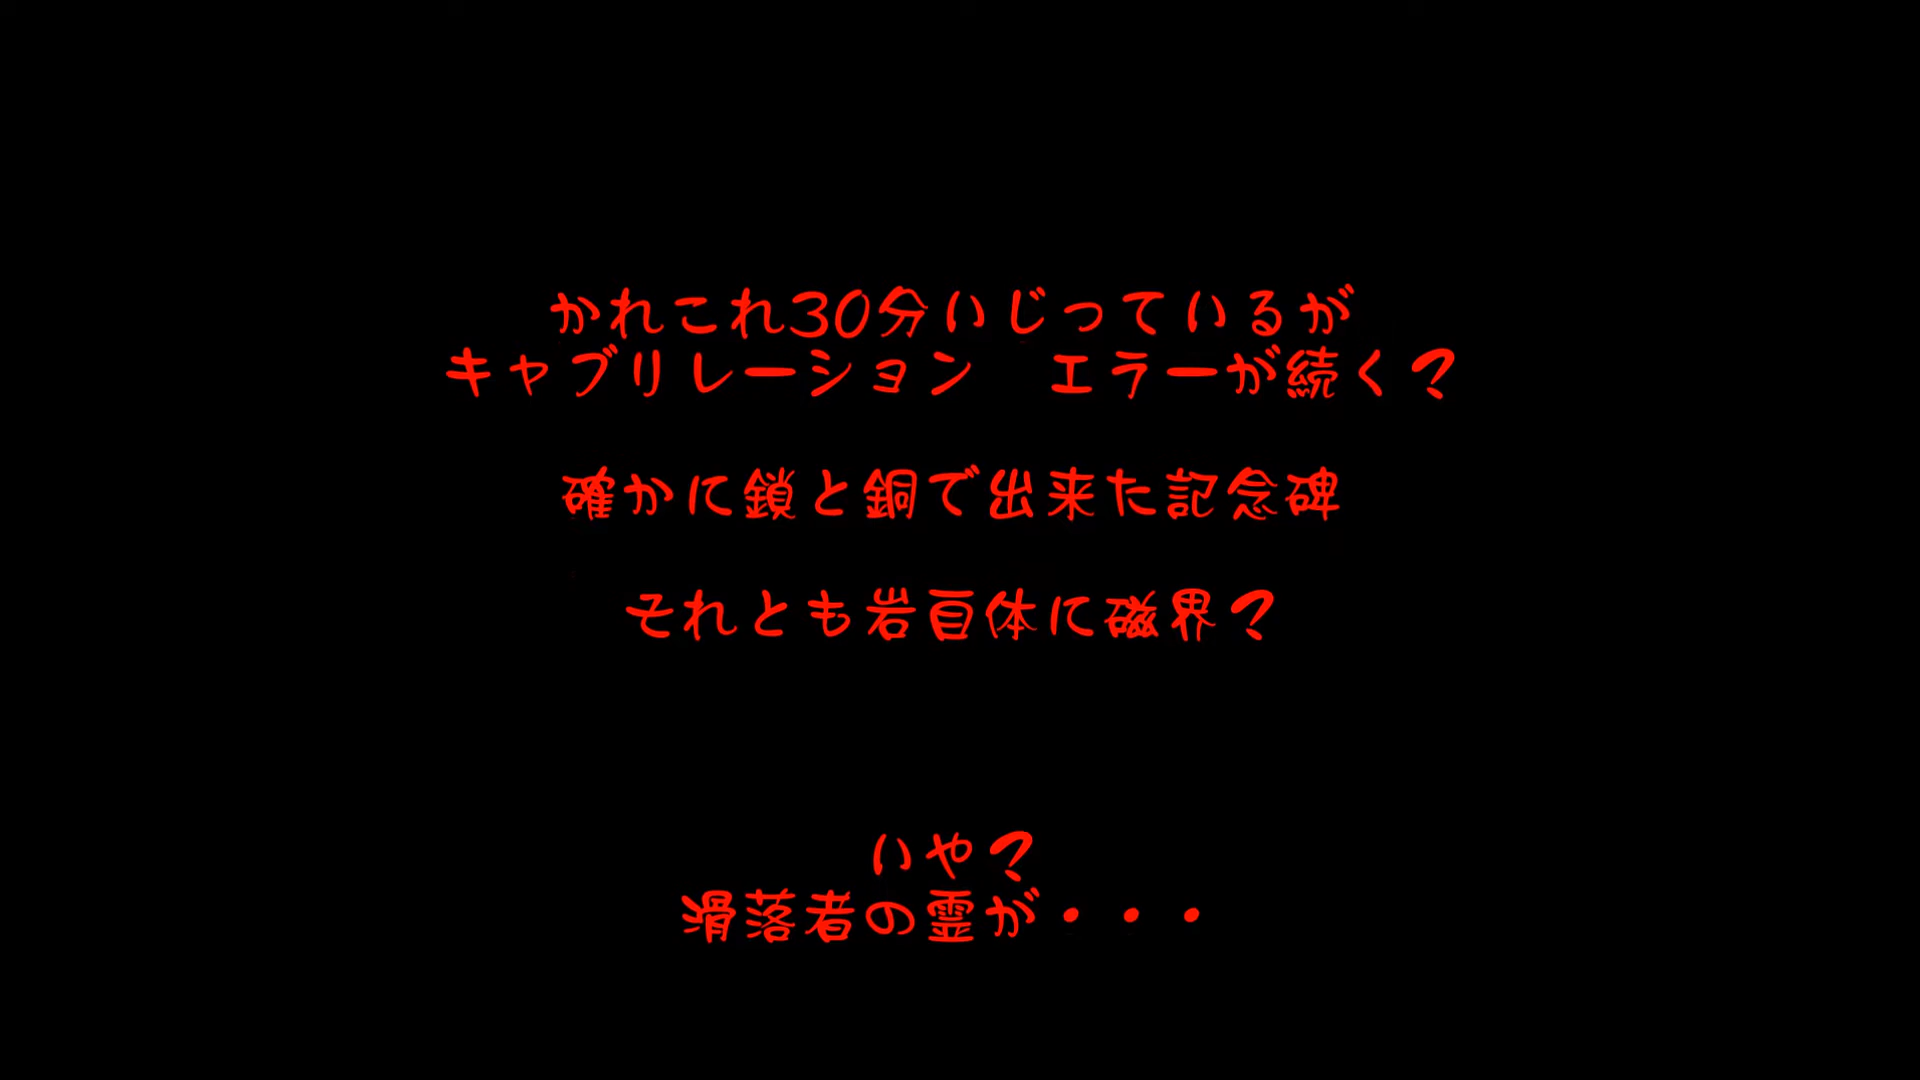 かれこれ30分いじっているが
キャブリレーション　エラーが続く？
確かに鎖と銅で出来た記念碑
それとも岩自体に磁界？
いや？
滑落者の霊が・・・